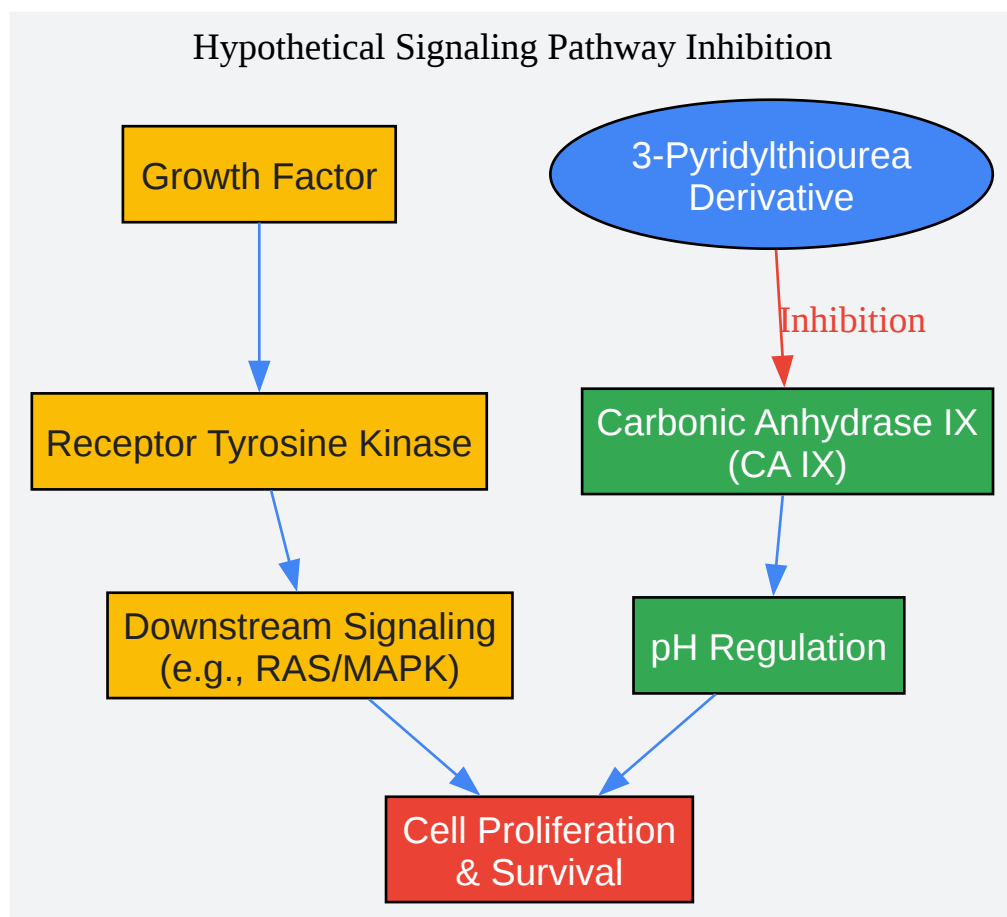 Hypothetical Signaling Pathway Inhibition
Growth Factor
3-Pyridylthiourea
Derivative
Inhibition
Receptor Tyrosine Kinase
Carbonic Anhydrase IX
(CA IX)
Downstream Signaling
(e.g., RAS/MAPK)
pH Regulation
Cell Proliferation
& Survival